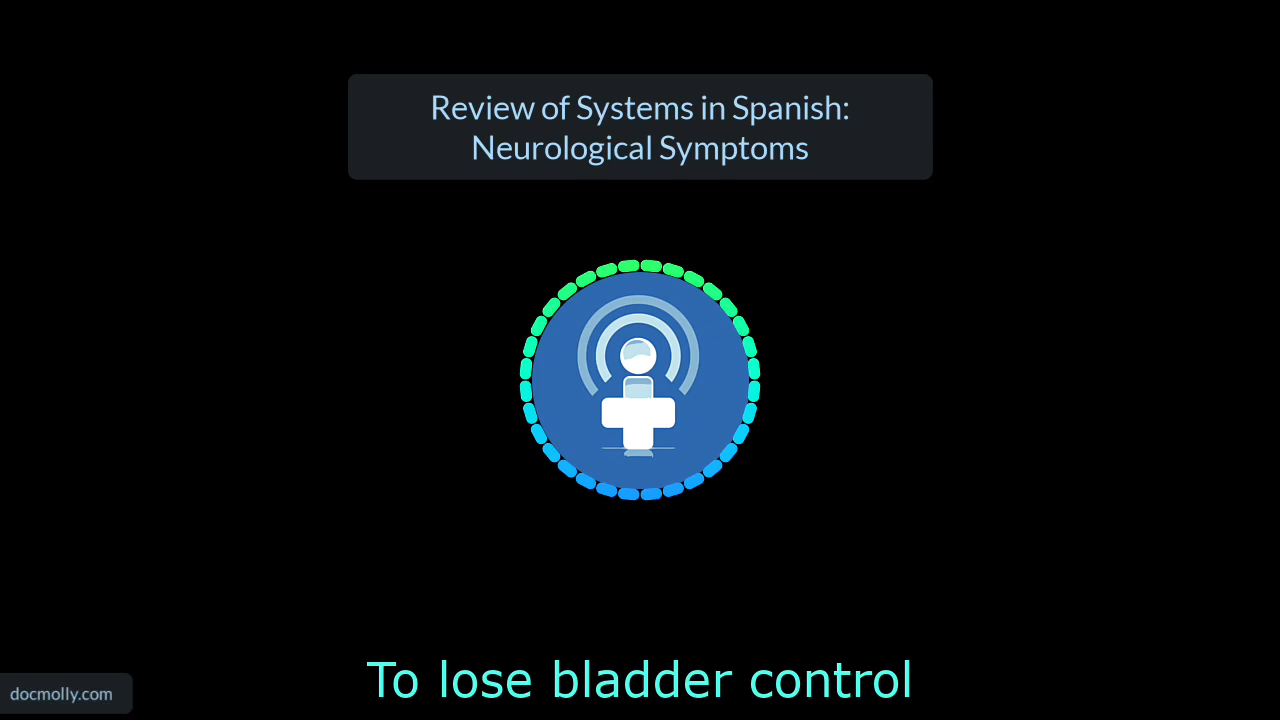 Review of Systems in Spanish:
Neurological Symptoms
To lose bladder control
docmolly.com